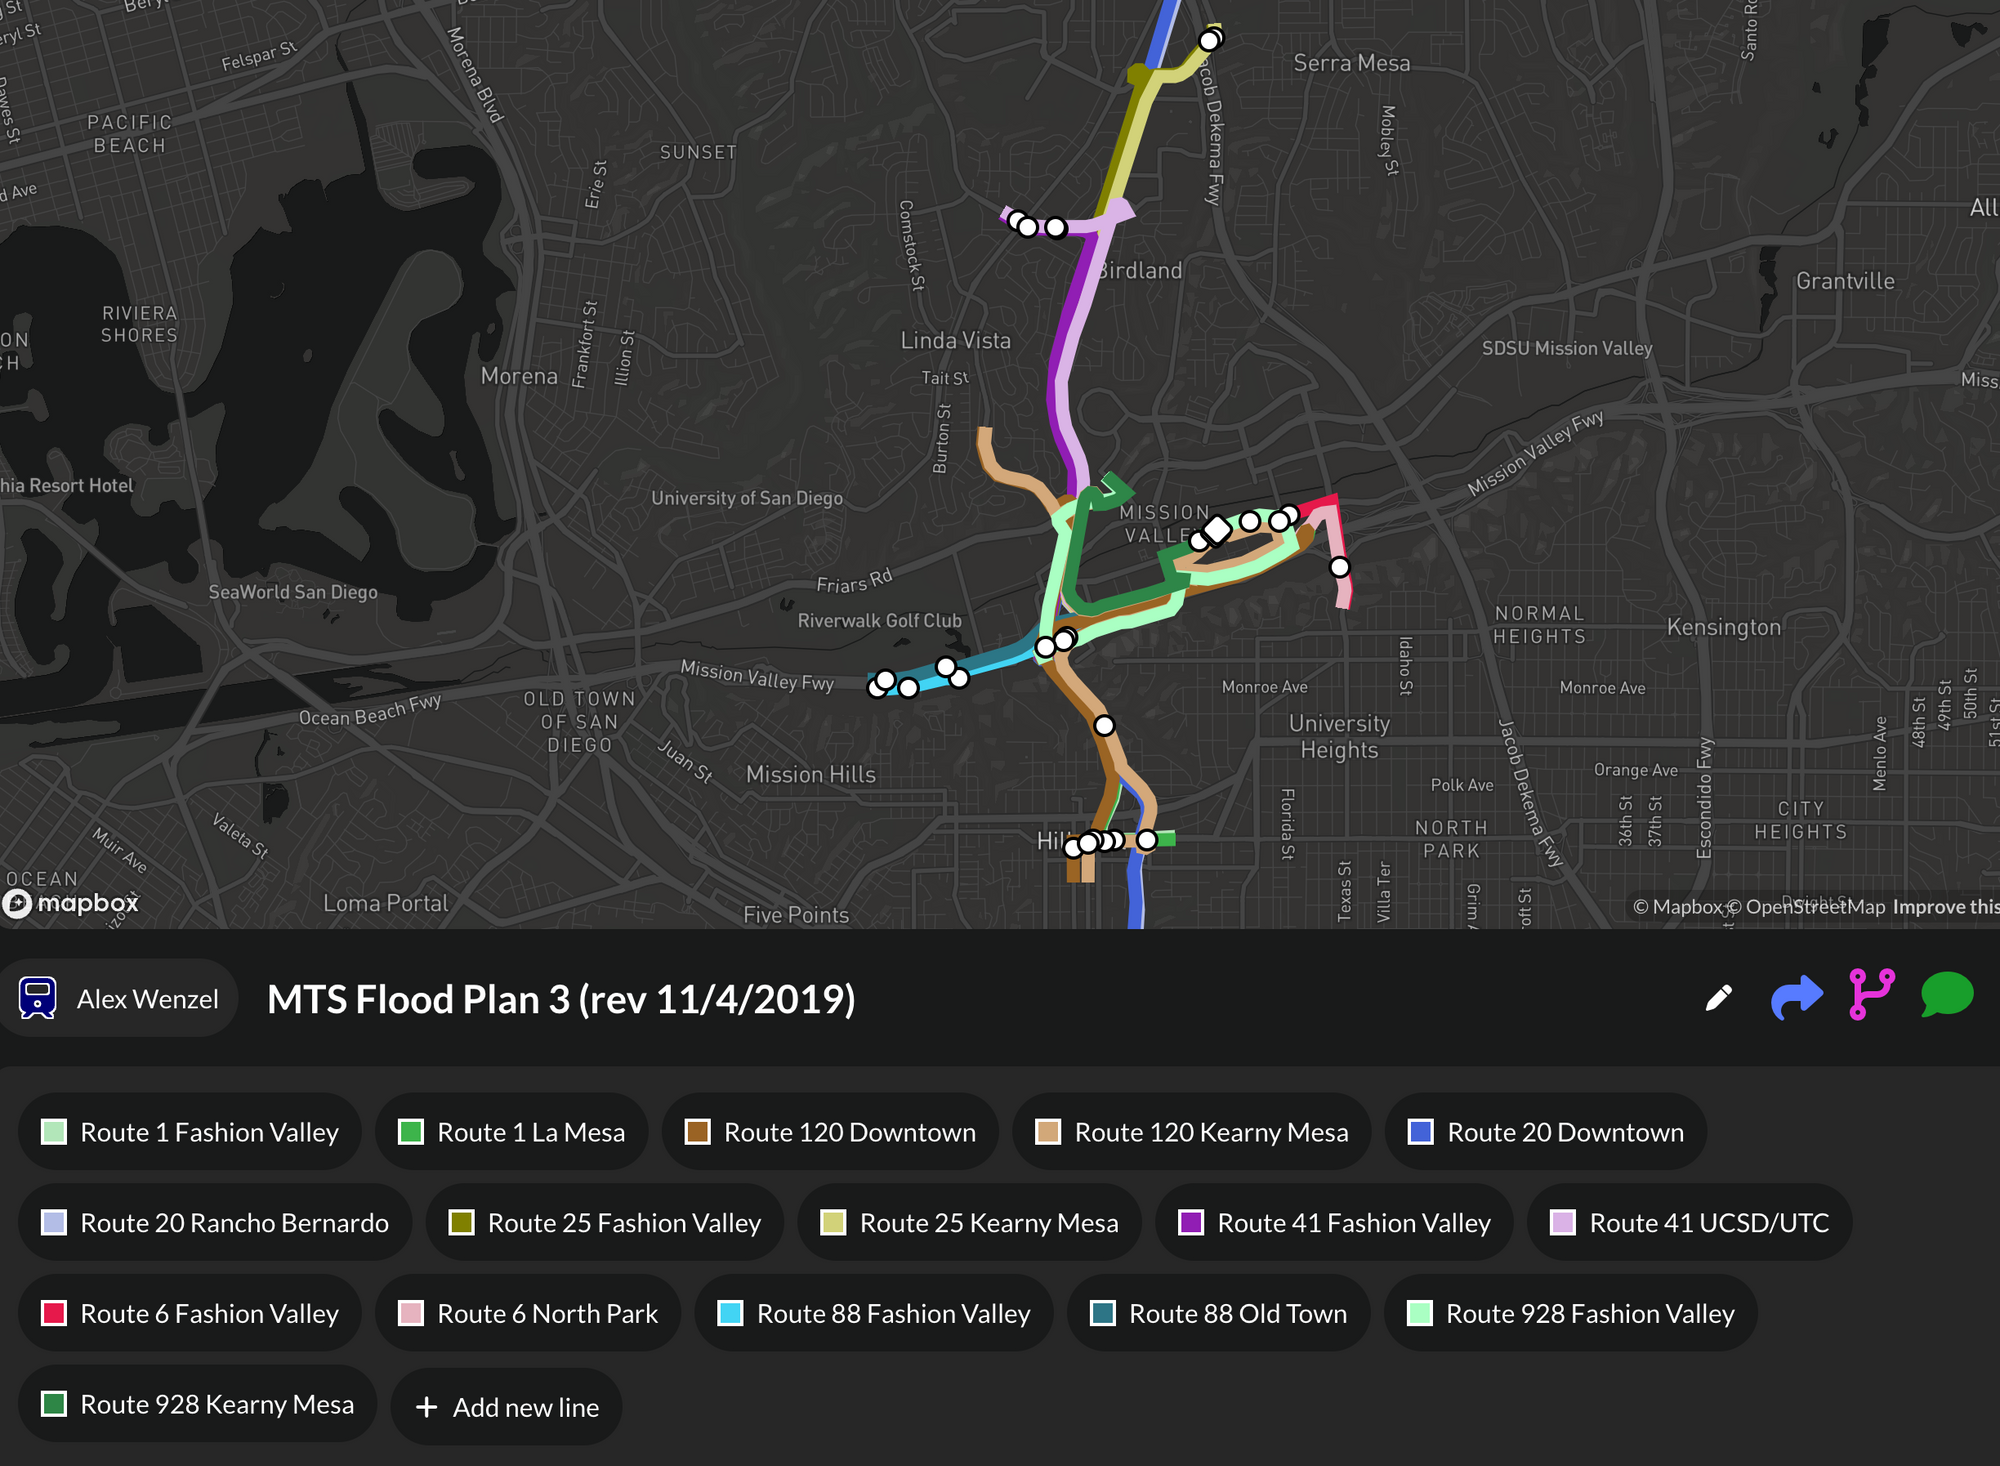 Beryl St
Felspar St
Morena Blvd
PACIFIC
BEACH
Erie St
SUNSET
Serra Mesa
Jacob Dekema Fwy
Mobley St
Comstock St
Birdland
Grantville
RIVIERA
SHORES
Frankfort St
Illion St
Linda Vista
SDSU Mission Valley
Morena
Tait St
Burton St
Mission Valley Fwy
University of San Diego
MISSION
VALLEY
SeaWorld San Diego
Friars Rd
Riverwalk Golf Club
NORMAL
HEIGHTS
Kensington
Idaho St
Mission Valley Fwy
Ocean Beach Fwy
OLD TOWN
OF SAN
DIEGO
Monroe Ave
Monroe Ave
University
Heights
48th St
49th St
50th St
51st St
Juan St
Mission Hills
Polk Ave
Orange Ave
Menlo Ave
Jacob Dekema Fwy
Escondido Fwy
36th St
37th St
CITY
HEIGHTS
Florida St
NORTH
PARK
Muir Ave
Valeta St
OCEAN
Loma Portal
Five Points
Texas St
Villa Ter
mapbox
© Mapbox © OpenStreetMap Improve this
Alex Wenzel
MTS Flood Plan 3 (rev 11/4/2019)
Route 1 Fashion Valley
Route 1 La Mesa
Route 120 Downtown
Route 120 Kearny Mesa
Route 20 Downtown
Route 20 Rancho Bernardo
Route 25 Fashion Valley
Route 25 Kearny Mesa
Route 41 Fashion Valley
Route 41 UCSD/UTC
Route 6 Fashion Valley
Route 6 North Park
Route 88 Fashion Valley
Route 88 Old Town
Route 928 Fashion Valley
Route 928 Kearny Mesa
+ Add new line